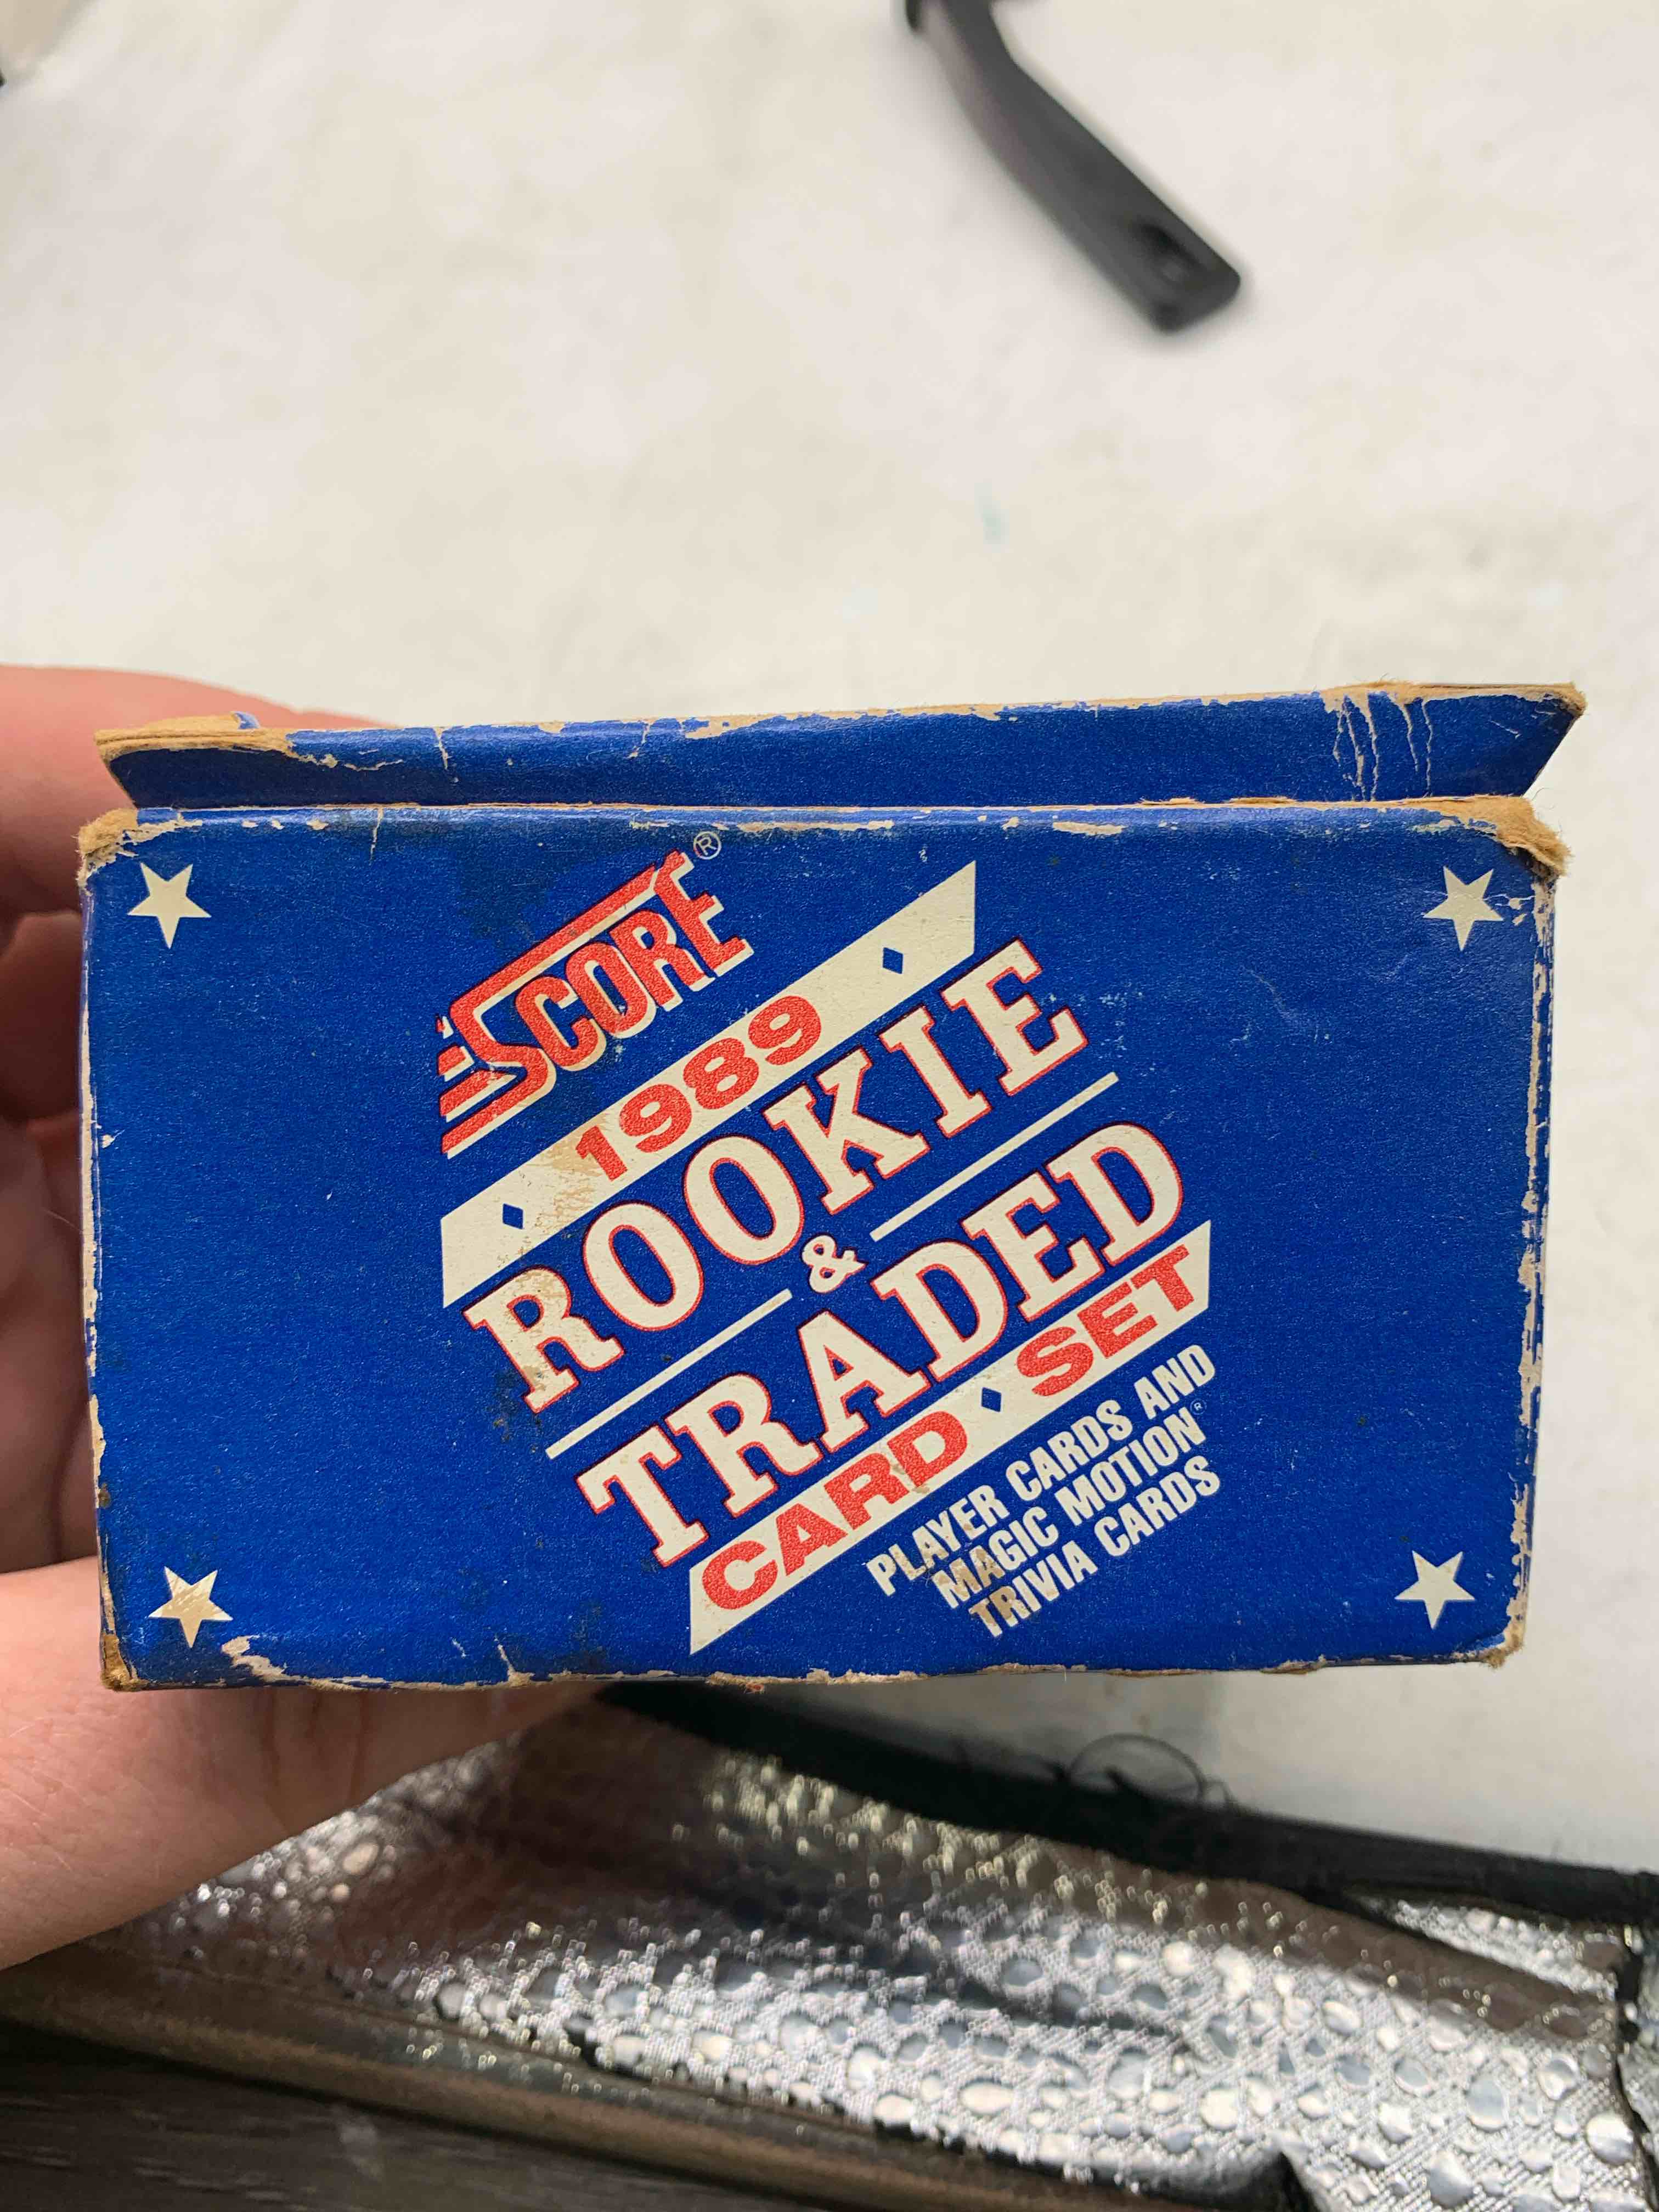 SCORE®
1989
ROOKIE
&
TRADED
CARD SET
PLAYER CARDS AND
MAGIC MOTION®
TRIVIA CARDS